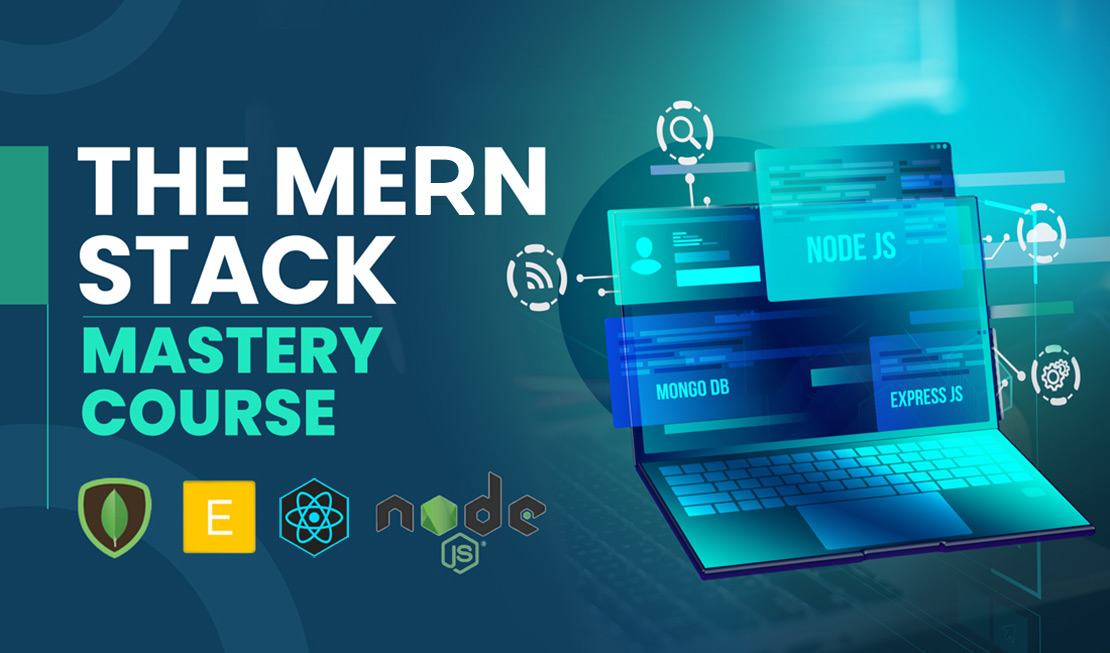 THE MERN
STACK
MASTERY
COURSE
E
node
JS
NODE JS
MONGO DB
EXPRESS JS